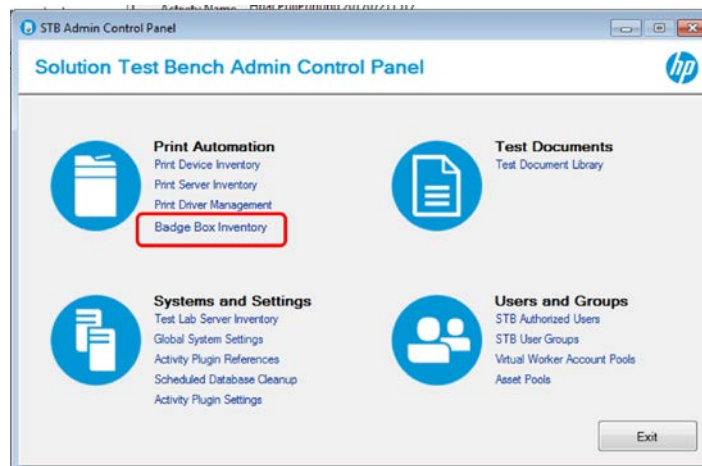 STB Admin Control Panel
Solution Test Bench Admin Control Panel
hp
Print Automation
Print Device Inventory
Print Server Inventory
Print Driver Management
Badge Box Inventory
Test Documents
Test Document Library
Systems and Settings
Test Lab Server Inventory
Global System Settings
Activity Plugin References
Scheduled Database Cleanup
Activity Plugin Settings
Users and Groups
STB Authorized Users
STB User Groups
Virtual Worker Account Pools
Asset Pools
Exit